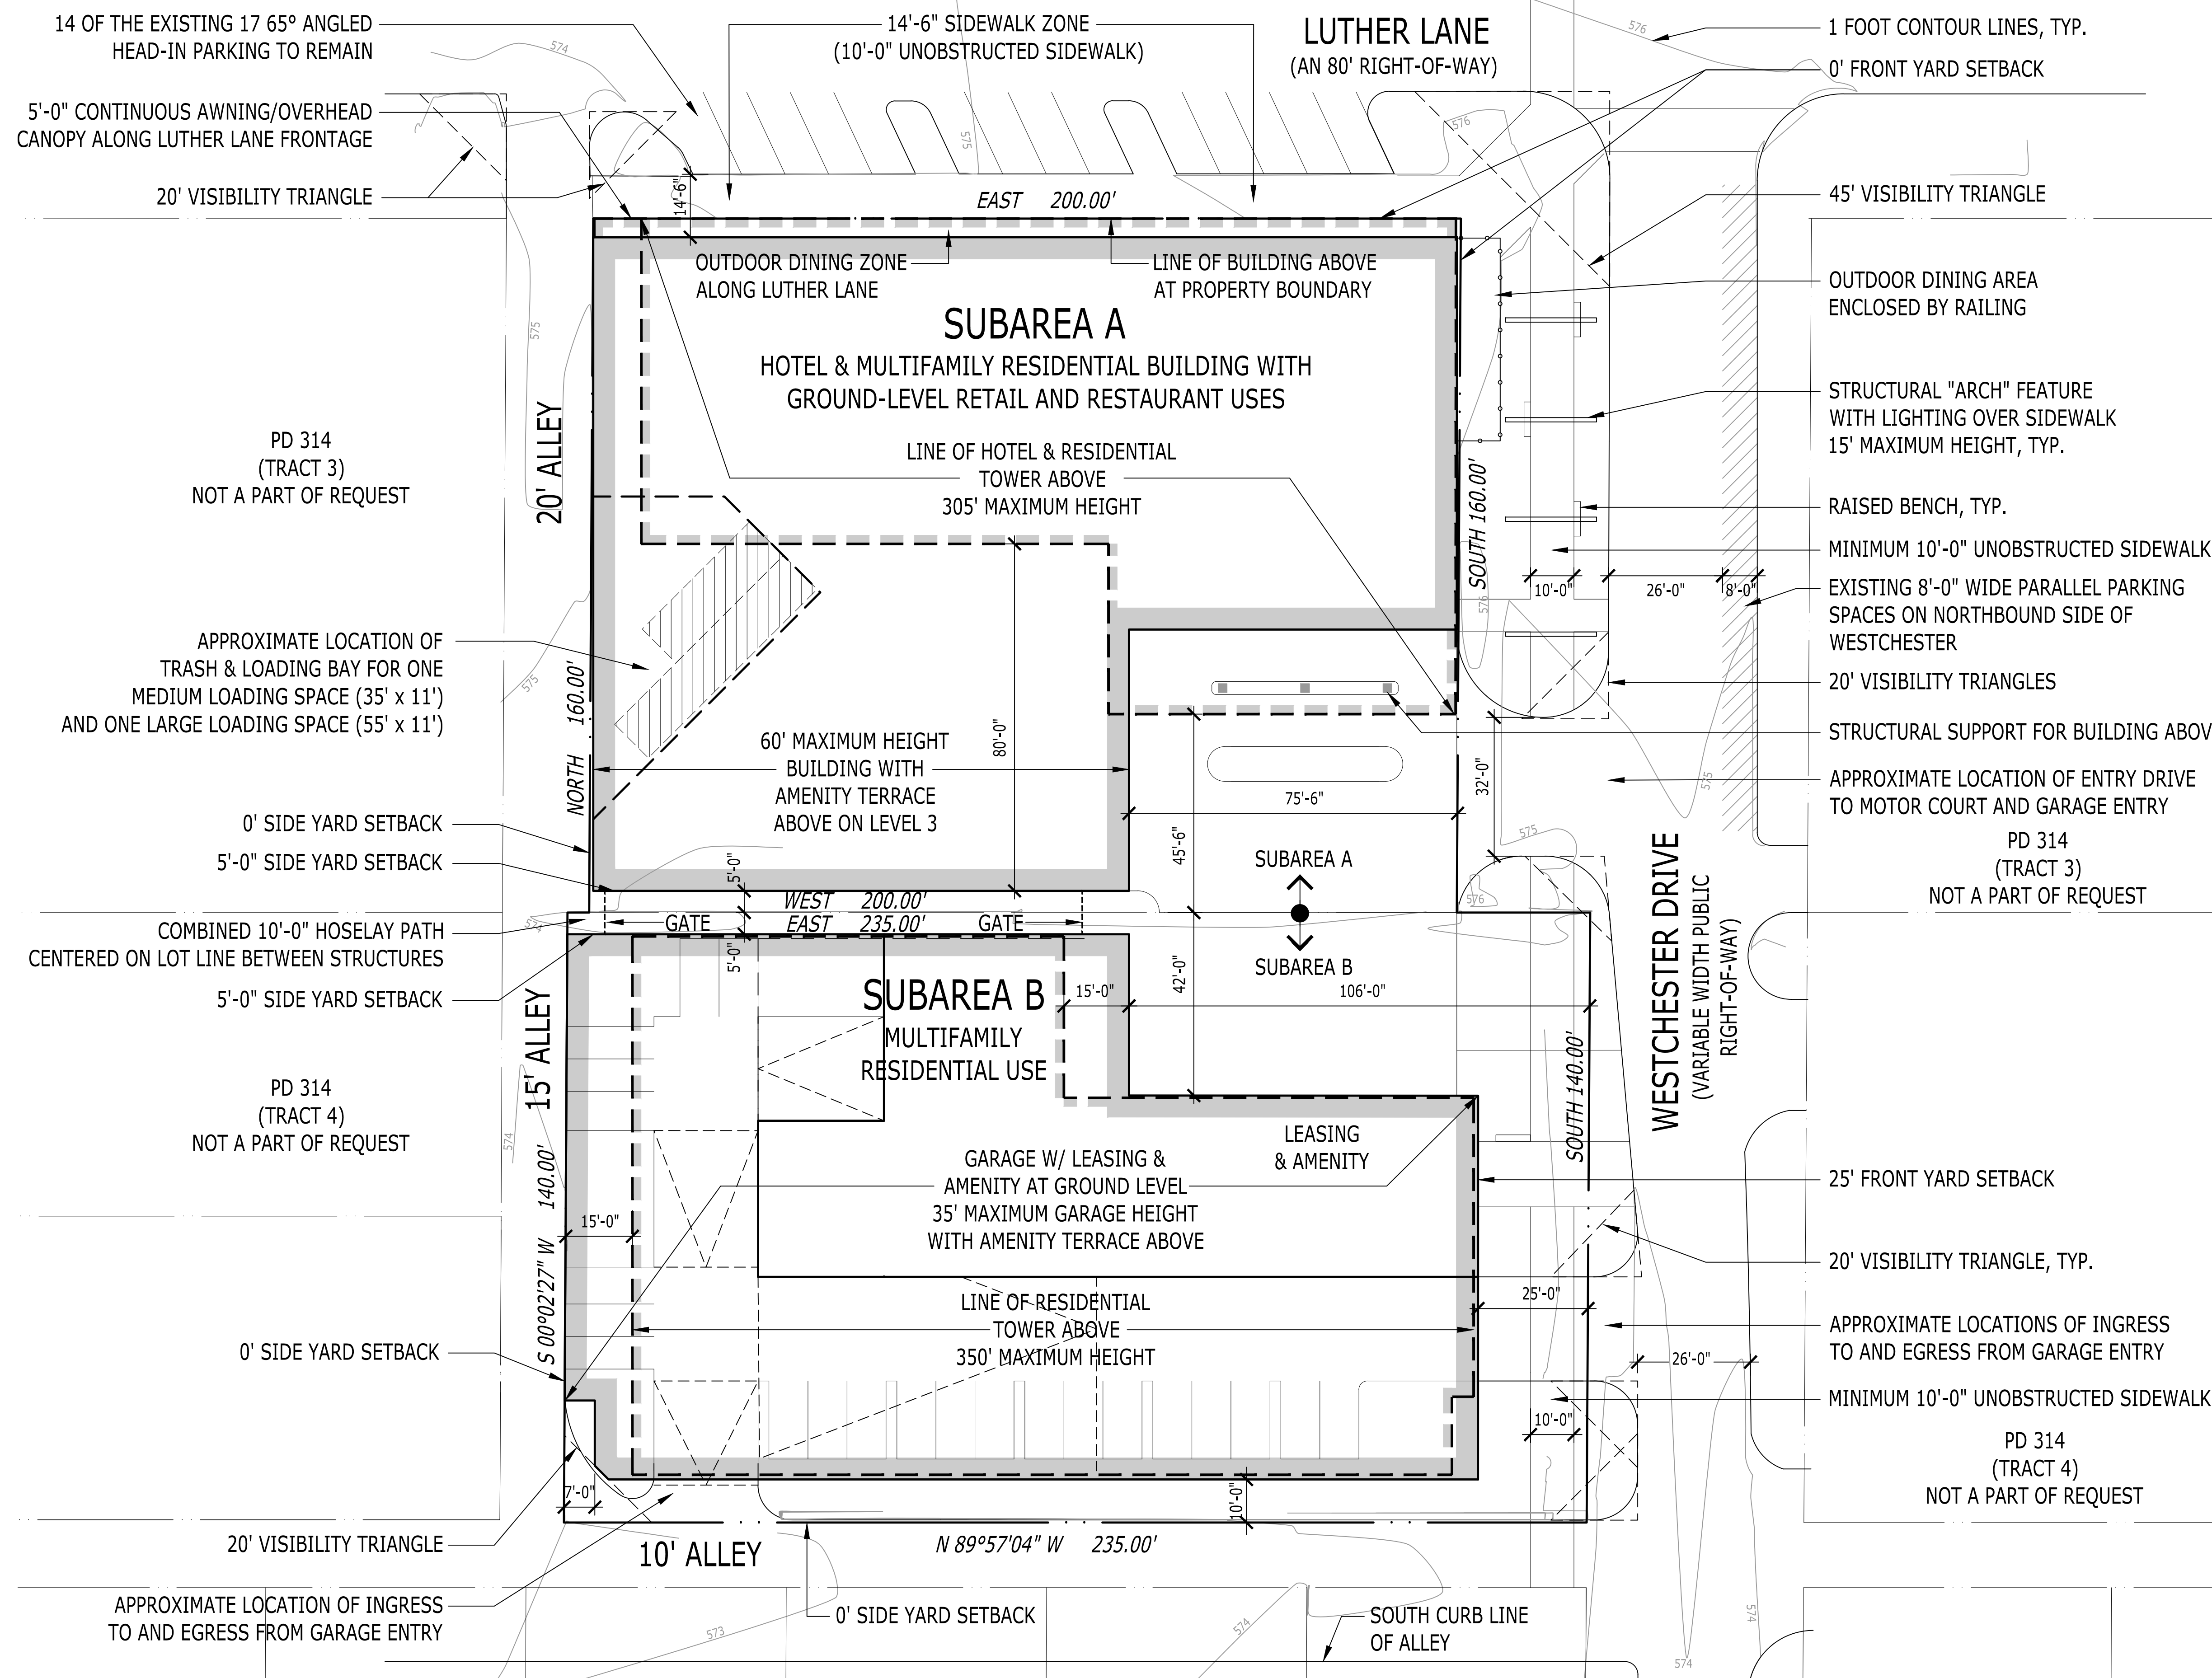 14 OF THE EXISTING 17 65° ANGLED
HEAD-IN PARKING TO REMAIN
5'-0" CONTINUOUS AWNING/OVERHEAD
CANOPY ALONG LUTHER LANE FRONTAGE
20' VISIBILITY TRIANGLE
14'-6" SIDEWALK ZONE
(10'-0" UNOBSTRUCTED SIDEWALK)
LUTHER LANE
(AN 80' RIGHT-OF-WAY)
1 FOOT CONTOUR LINES, TYP.
0' FRONT YARD SETBACK
45' VISIBILITY TRIANGLE
OUTDOOR DINING AREA
ENCLOSED BY RAILING
STRUCTURAL "ARCH" FEATURE
WITH LIGHTING OVER SIDEWALK
15' MAXIMUM HEIGHT, TYP.
RAISED BENCH, TYP.
MINIMUM 10'-0" UNOBSTRUCTED SIDEWALK
EXISTING 8'-0" WIDE PARALLEL PARKING
SPACES ON NORTHBOUND SIDE OF
WESTCHESTER
20' VISIBILITY TRIANGLES
STRUCTURAL SUPPORT FOR BUILDING ABOV
APPROXIMATE LOCATION OF ENTRY DRIVE
TO MOTOR COURT AND GARAGE ENTRY
PD 314
(TRACT 3)
NOT A PART OF REQUEST
574
576
575
576
14'-6"
EAST 200.00'
OUTDOOR DINING ZONE
ALONG LUTHER LANE
LINE OF BUILDING ABOVE
AT PROPERTY BOUNDARY
SUBAREA A
HOTEL & MULTIFAMILY RESIDENTIAL BUILDING WITH
GROUND-LEVEL RETAIL AND RESTAURANT USES
LINE OF HOTEL & RESIDENTIAL
TOWER ABOVE
305' MAXIMUM HEIGHT
575
20' ALLEY
PD 314
(TRACT 3)
NOT A PART OF REQUEST
SOUTH 160.00'
576
10'-0"
26'-0"
8'-0"
APPROXIMATE LOCATION OF
TRASH & LOADING BAY FOR ONE
MEDIUM LOADING SPACE (35' x 11')
AND ONE LARGE LOADING SPACE (55' x 11')
575
NORTH 160.00'
60' MAXIMUM HEIGHT
BUILDING WITH
AMENITY TERRACE
ABOVE ON LEVEL 3
80'-0"
75'-6"
32'-0"
45'-6"
575
575
576
0' SIDE YARD SETBACK
5'-0" SIDE YARD SETBACK
5'-0"
WEST 200.00'
GATE
EAST 235.00'
GATE
5'-0"
574
SUBAREA A
SUBAREA B
COMBINED 10'-0" HOSELAY PATH
CENTERED ON LOT LINE BETWEEN STRUCTURES
5'-0" SIDE YARD SETBACK
42'-0"
15'-0"
106'-0"
WESTCHESTER DRIVE
(VARIABLE WIDTH PUBLIC
RIGHT-OF-WAY)
SUBAREA B
MULTIFAMILY
RESIDENTIAL USE
15' ALLEY
574
PD 314
(TRACT 4)
NOT A PART OF REQUEST
S 00°02'27" W 140.00'
15'-0"
LEASING
& AMENITY
GARAGE W/ LEASING &
AMENITY AT GROUND LEVEL
35' MAXIMUM GARAGE HEIGHT
WITH AMENITY TERRACE ABOVE
SOUTH 140.00'
25' FRONT YARD SETBACK
20' VISIBILITY TRIANGLE, TYP.
25'-0"
LINE OF RESIDENTIAL
TOWER ABOVE
350' MAXIMUM HEIGHT
APPROXIMATE LOCATIONS OF INGRESS
TO AND EGRESS FROM GARAGE ENTRY
26'-0"
MINIMUM 10'-0" UNOBSTRUCTED SIDEWALK
10'-0"
PD 314
(TRACT 4)
NOT A PART OF REQUEST
0' SIDE YARD SETBACK
7'-0"
10'-0"
20' VISIBILITY TRIANGLE
10' ALLEY
N 89°57'04" W 235.00'
APPROXIMATE LOCATION OF INGRESS
TO AND EGRESS FROM GARAGE ENTRY
0' SIDE YARD SETBACK
SOUTH CURB LINE
OF ALLEY
573
574
574
574